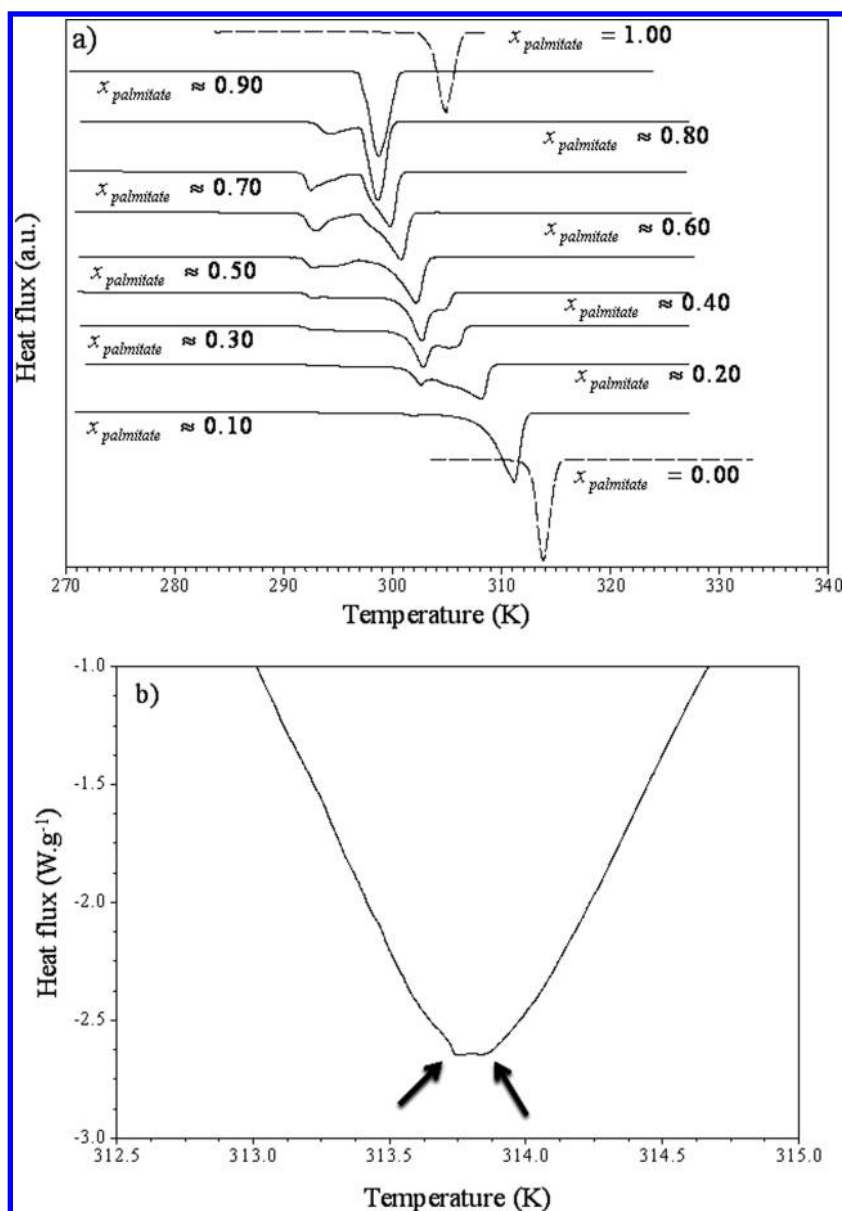 a)
x palmitate = 1.00
x palmitate ≈ 0.90
x palmitate ≈ 0.80
x palmitate ≈ 0.70
x palmitate ≈ 0.60
x palmitate ≈ 0.50
x palmitate ≈ 0.40
x palmitate ≈ 0.30
x palmitate ≈ 0.20
x palmitate ≈ 0.10
x palmitate = 0.00
Heat flux (a.u.)
270 280 290 300 310 320 330 340
Temperature (K)
b)
-1.0
-1.5
-2.0
-2.5
-3.0
Heat flux (W.g⁻¹)
312.5 313.0 313.5 314.0 314.5 315.0
Temperature (K)